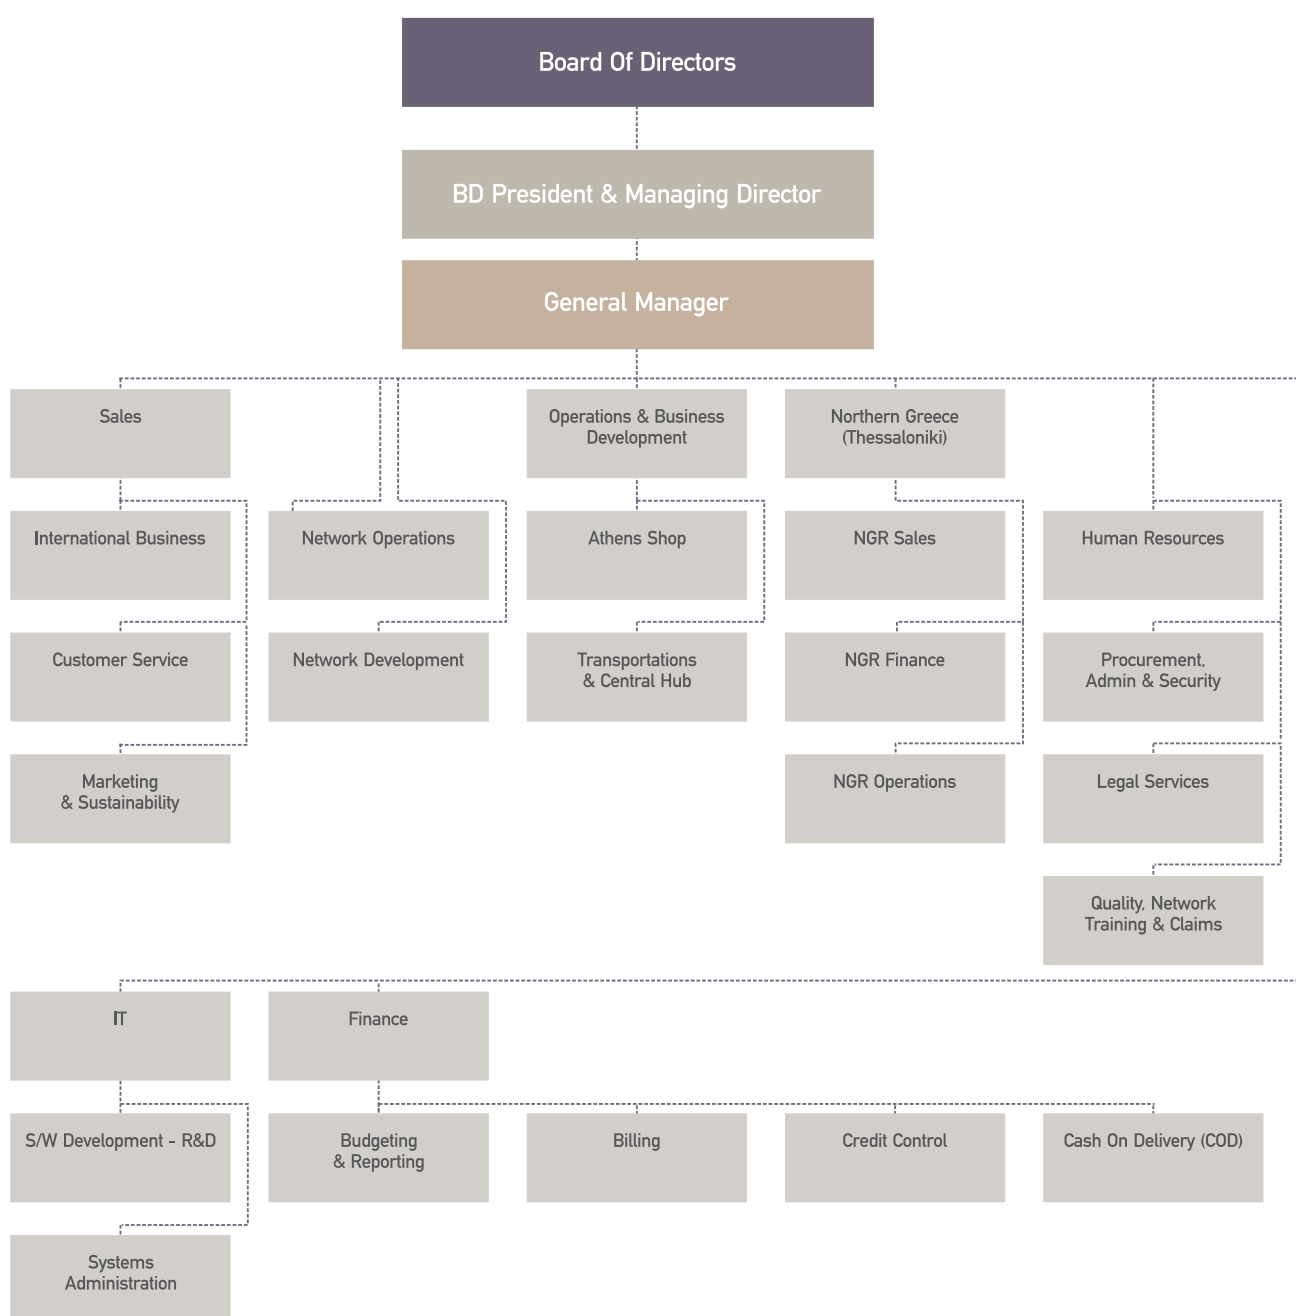 Board Of Directors
BD President & Managing Director
General Manager
Sales
Operations & Business
Development
Northern Greece
(Thessaloniki)
International Business
Network Operations
Athens Shop
NGR Sales
Human Resources
Customer Service
Network Development
Transportations
& Central Hub
NGR Finance
Procurement,
Admin & Security
Marketing
& Sustainability
NGR Operations
Legal Services
Quality, Network
Training & Claims
IT
Finance
S/W Development - R&D
Budgeting
& Reporting
Billing
Credit Control
Cash On Delivery (COD)
Systems
Administration